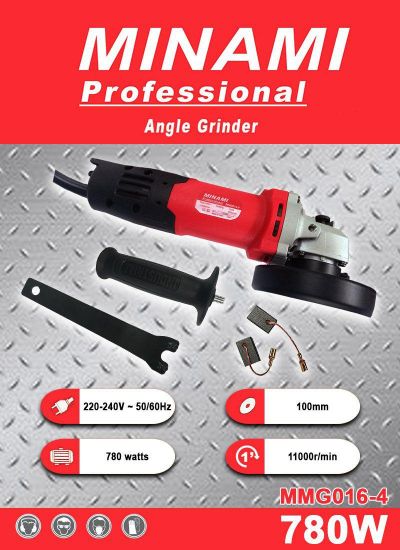 MINAMI
Professional
Angle Grinder
MINAMI
220-240V ~ 50/60Hz
100mm
780 watts
11000r/min
MMG016-4
780W